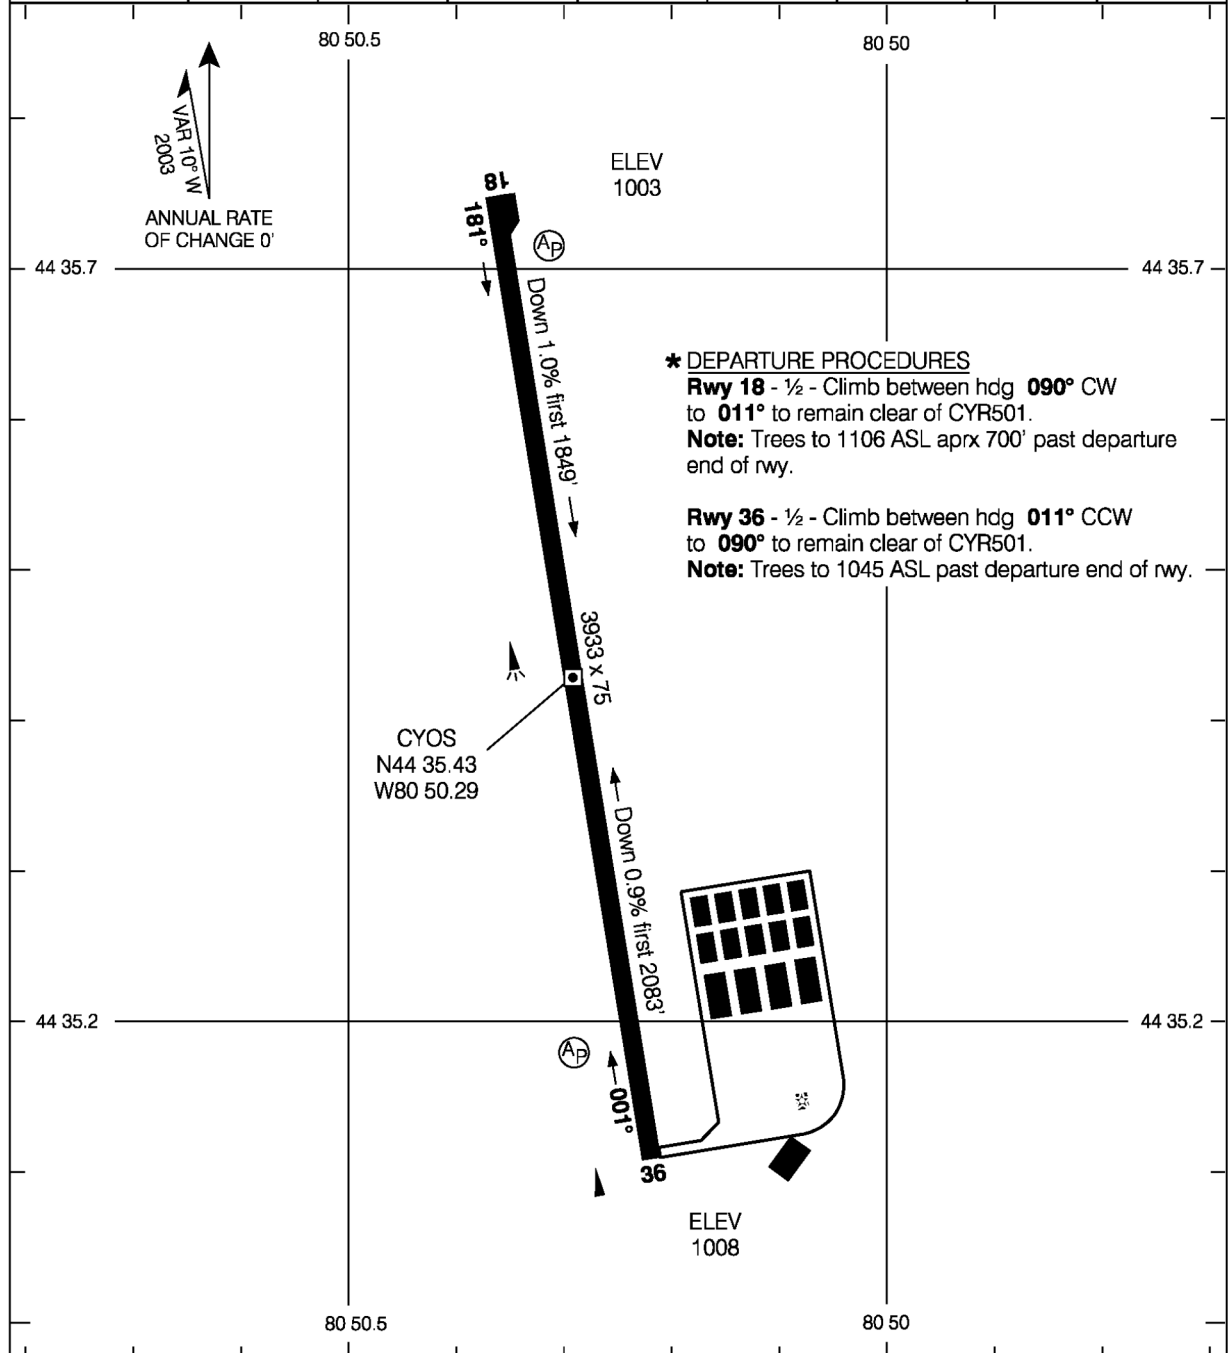 80 50.5
80 50
VAR 10° W
2003
ANNUAL RATE
OF CHANGE 0'
ELEV
1003
18
181°
AP
44 35.7
44 35.7
Down 1.0% first 1849'
* DEPARTURE PROCEDURES
Rwy 18 - ½ - Climb between hdg 090° CW
to 011° to remain clear of CYR501.
Note: Trees to 1106 ASL aprx 700' past departure
end of rwy.
Rwy 36 - ½ - Climb between hdg 011° CCW
to 090° to remain clear of CYR501.
Note: Trees to 1045 ASL past departure end of rwy.
3933 x 75
CYOS
N44 35.43
W80 50.29
Down 0.9% first 2083'
44 35.2
44 35.2
AP
001°
36
ELEV
1008
80 50.5
80 50